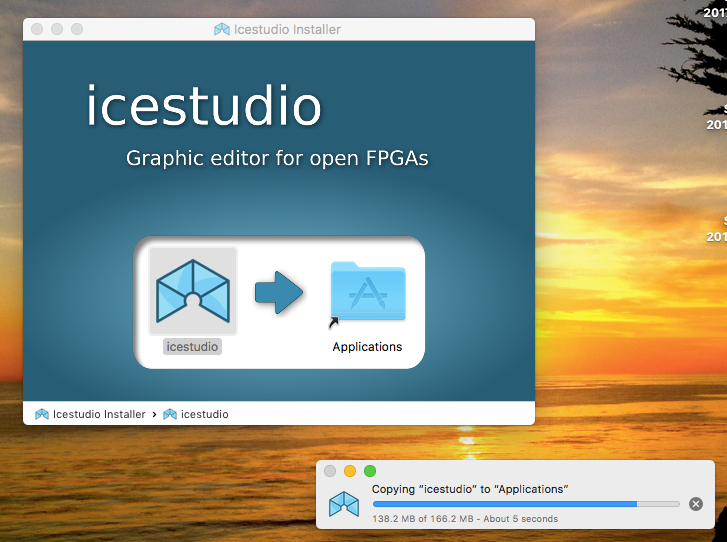 Icestudio Installer
icestudio
Graphic editor for open FPGAs
icestudio
Applications
Icestudio Installer › icestudio
Copying “icestudio” to “Applications”
138.2 MB of 166.2 MB - About 5 seconds
2017
S
201
S
201